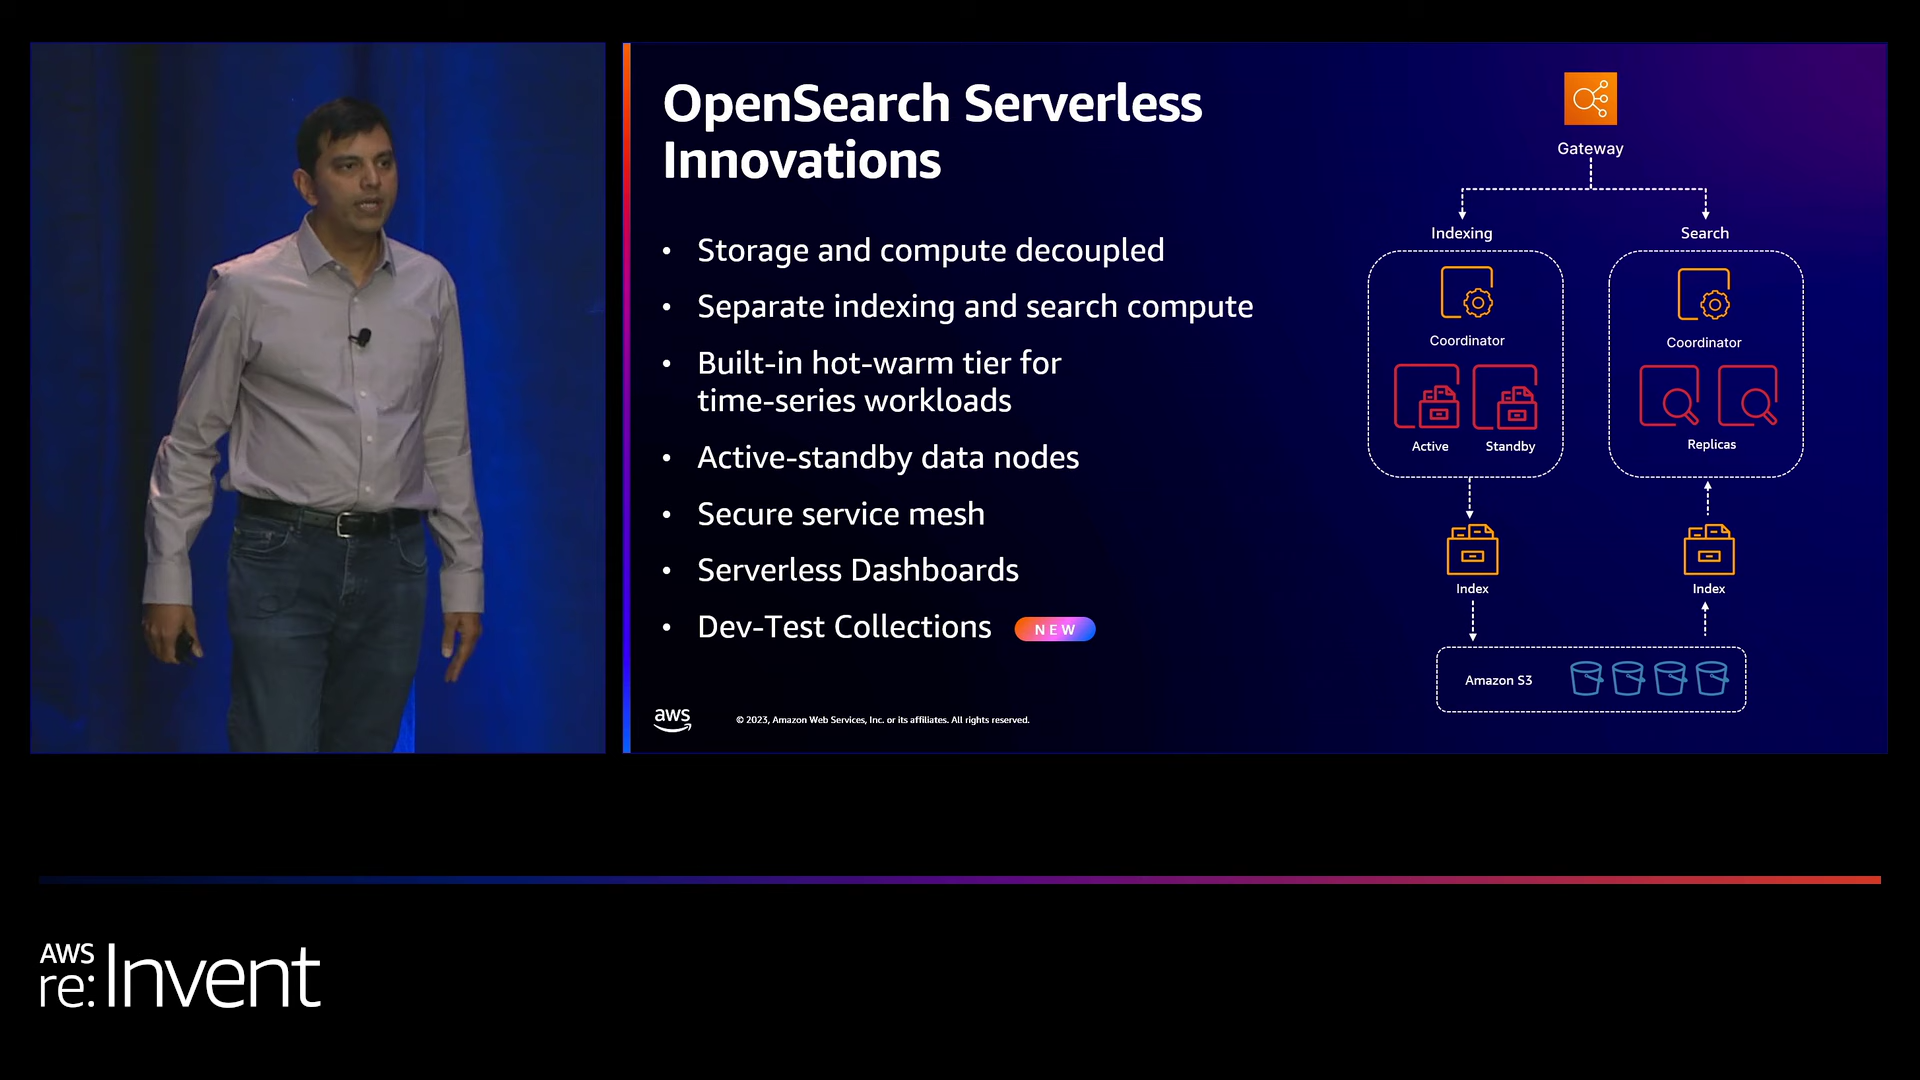 OpenSearch Serverless
Innovations
• Storage and compute decoupled
• Separate indexing and search compute
• Built-in hot-warm tier for
time-series workloads
• Active-standby data nodes
• Secure service mesh
• Serverless Dashboards
• Dev-Test Collections NEW
aws
© 2023, Amazon Web Services, Inc. or its affiliates. All rights reserved.
Gateway
Indexing
Search
Coordinator
Coordinator
Active
Standby
Replicas
Index
Index
Amazon S3
AWS
re:Invent